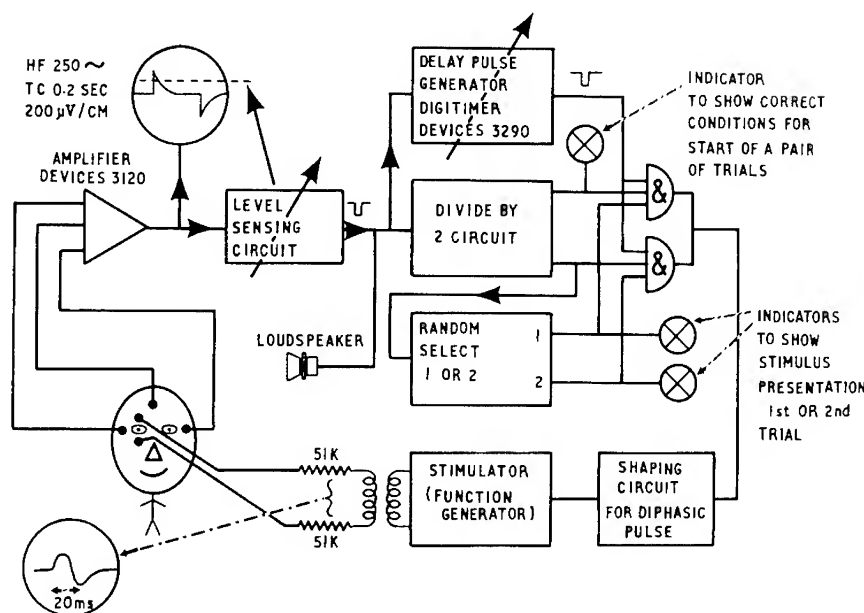 HF 250 ~
TC 0.2 SEC
200 µV/CM
AMPLIFIER
DEVICES 3120
LEVEL
SENSING
CIRCUIT
DELAY PULSE
GENERATOR
DIGITIMER
DEVICES 3290
INDICATOR
TO SHOW CORRECT
CONDITIONS FOR
START OF A PAIR
OF TRIALS
DIVIDE BY
2 CIRCUIT
&
&
LOUDSPEAKER
RANDOM
SELECT
1 OR 2
1
2
INDICATORS
TO SHOW
STIMULUS
PRESENTATION
1st OR 2nd
TRIAL
51K
51K
STIMULATOR
(FUNCTION
GENERATOR)
SHAPING
CIRCUIT
FOR DIPHASIC
PULSE
20ms